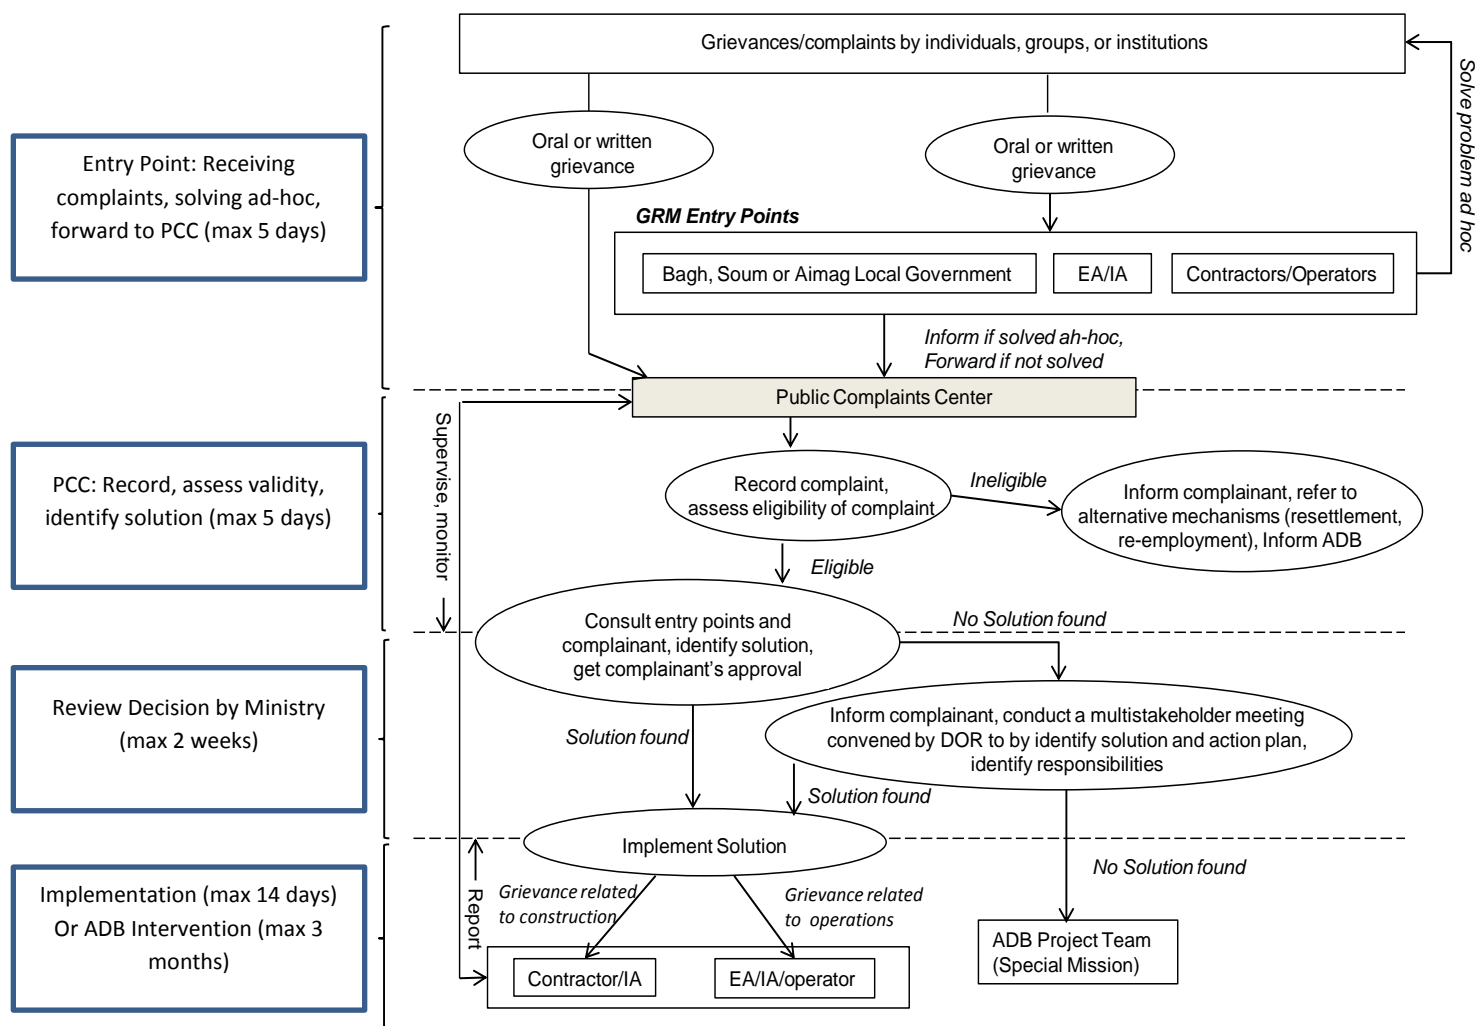 Grievances/complaints by individuals, groups, or institutions
Solve problem ad hoc
Entry Point: Receiving
complaints, solving ad-hoc,
forward to PCC (max 5 days)
Oral or written
grievance
Oral or written
grievance
GRM Entry Points
Bagh, Soum or Aimag Local Government
EA/IA
Contractors/Operators
Inform if solved ah-hoc,
Forward if not solved
Public Complaints Center
Supervise, monitor
PCC: Record, assess validity,
identify solution (max 5 days)
Record complaint,
assess eligibility of complaint
Ineligible
Inform complainant, refer to
alternative mechanisms (resettlement,
re-employment), Inform ADB
Eligible
Consult entry points and
complainant, identify solution,
get complainant's approval
No Solution found
Review Decision by Ministry
(max 2 weeks)
Solution found
Inform complainant, conduct a multistakeholder meeting
convened by DOR to by identify solution and action plan,
identify responsibilities
Solution found
Implement Solution
No Solution found
Implementation (max 14 days)
Or ADB Intervention (max 3
months)
Report
Grievance related
to construction
Grievance related
to operations
Contractor/IA
EA/IA/operator
ADB Project Team
(Special Mission)